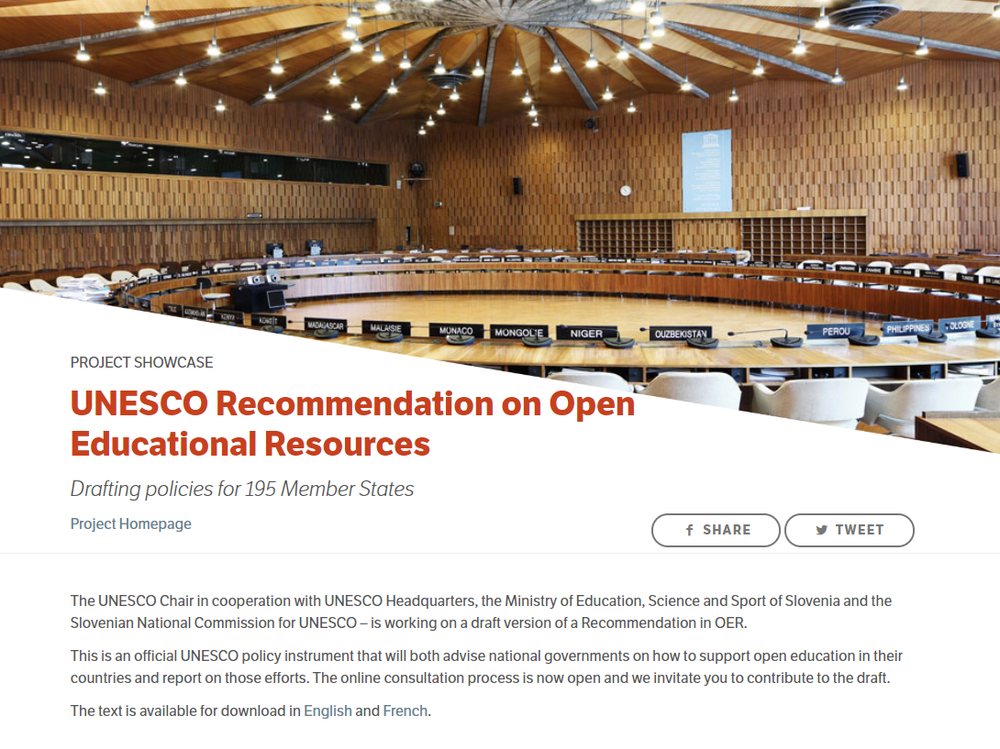 KENYA
KOWEIT
MADAGASCAR
MALAISIE
MONACO
MONGOLIE
NIGER
OUZBEKISTAN
PEROU
PHILIPPINES
PROJECT SHOWCASE
UNESCO Recommendation on Open
Educational Resources
Drafting policies for 195 Member States
Project Homepage
SHARE
TWEET
The UNESCO Chair in cooperation with UNESCO Headquarters, the Ministry of Education, Science and Sport of Slovenia and the
Slovenian National Commission for UNESCO – is working on a draft version of a Recommendation in OER.
This is an official UNESCO policy instrument that will both advise national governments on how to support open education in their
countries and report on those efforts. The online consultation process is now open and we invite you to contribute to the draft.
The text is available for download in English and French.